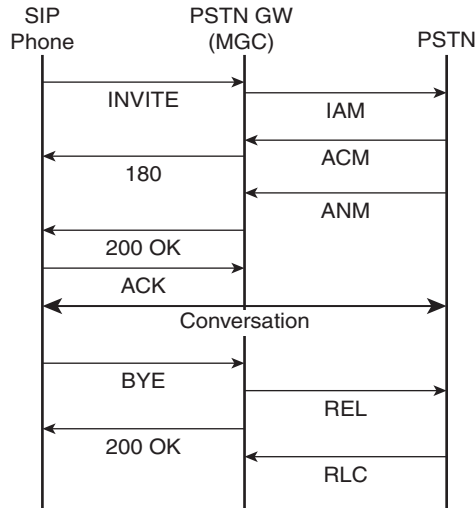 SIP
Phone
PSTN GW
(MGC)
PSTN
INVITE
IAM
ACM
180
ANM
200 OK
ACK
Conversation
BYE
REL
200 OK
RLC